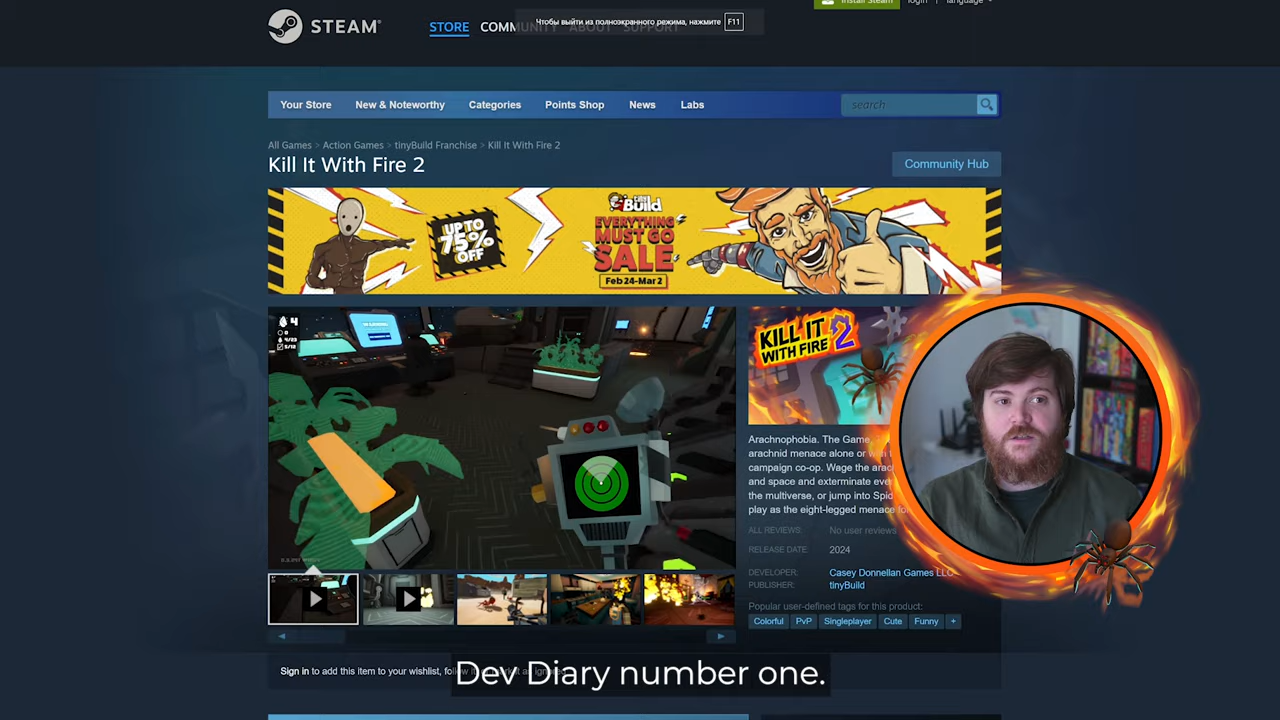 Install Steam
login
language
STEAM®
STORE
COMMUNITY
ABOUT
SUPPORT
Чтобы выйти из полноэкранного режима, нажмите F11
Your Store
New & Noteworthy
Categories
Points Shop
News
Labs
search
All Games > Action Games > tinyBuild Franchise > Kill It With Fire 2
Kill It With Fire 2
Community Hub
UP TO
75%
OFF
tinyBuild
EVERYTHING
MUST GO
SALE
Feb 24-Mar 2
4
KILL IT
WITH FIRE 2
Arachnophobia. The Game,
arachnid menace alone or
campaign co-op. Wage the
and space and exterminate
the multiverse, or jump into
play as the eight-legged menace
ALL REVIEWS:
No user reviews
RELEASE DATE:
2024
DEVELOPER:
Casey Donnellan Games LLC
PUBLISHER:
tinyBuild
Popular user-defined tags for this product:
Colorful
PvP
Singleplayer
Cute
Funny
+
Sign in to add this item to your wishlist,
Dev Diary number one.